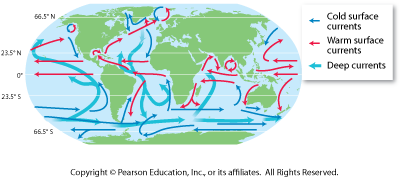 66.5˚N
23.5˚N
0˚
23.5˚S
66.5˚S
Cold surface
currents
Warm surface
currents
Deep currents
Copyright © Pearson Education, Inc., or its affiliates. All Rights Reserved.